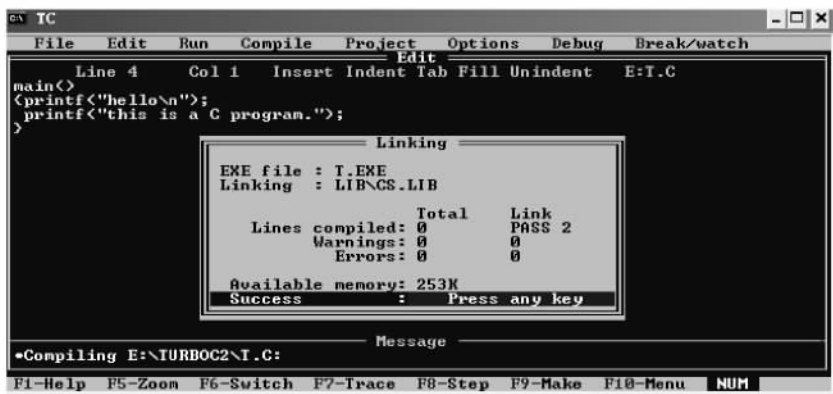 TC
File Edit Run Compile Project Options Debug Break/watch
Edit
Line 4 Col 1 Insert Indent Tab Fill Unindent E:T.C
main()
{printf("hello\n");
printf("this is a C program.");
}
Linking
EXE file : T.EXE
Linking : LIB\CS.LIB
Total Link
Lines compiled: 0 PASS 2
Warnings: 0 0
Errors: 0 0
Available memory: 253K
Success : Press any key
Message
•Compiling E:\TURBOC2\T.C:
F1-Help F5-Zoom F6-Switch F7-Trace F8-Step F9-Make F10-Menu NUM